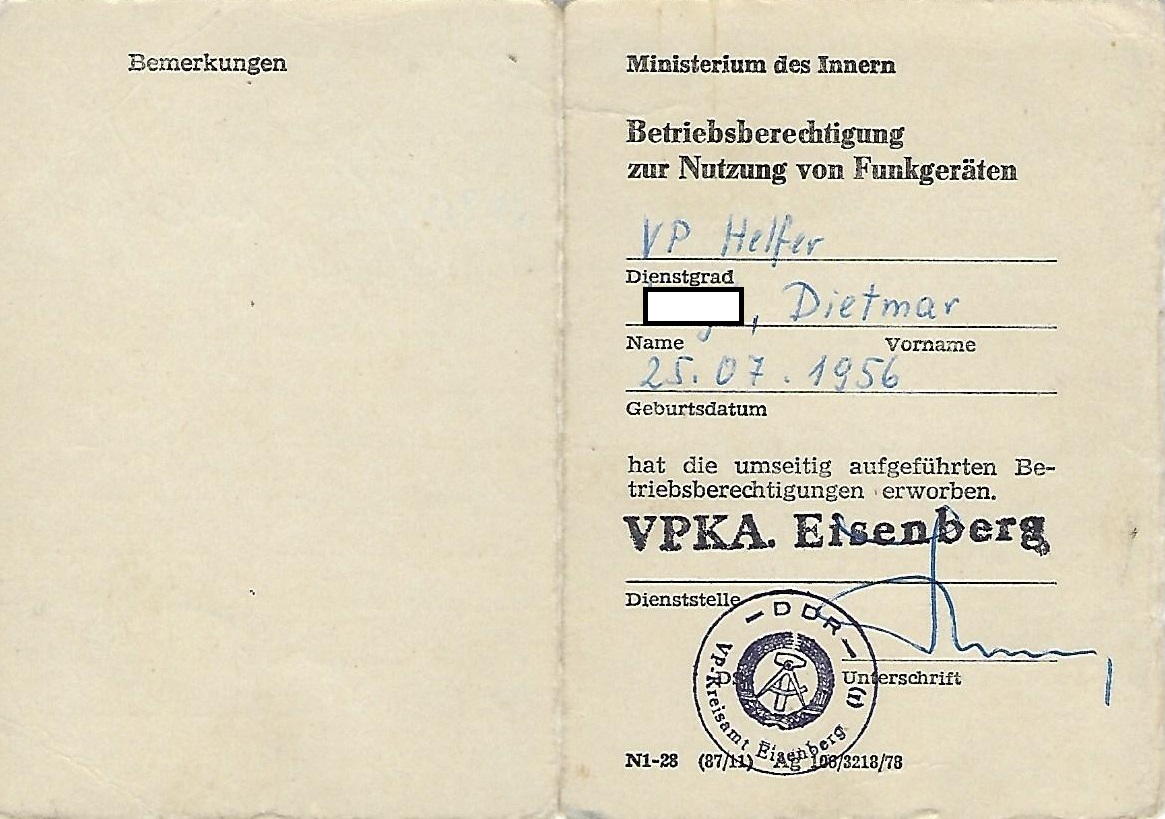 Bemerkungen
Ministerium des Innern
Betriebsberechtigung
zur Nutzung von Funkgeräten
VP Helfer
Dienstgrad
, Dietmar
Name Vorname
25.07.1956
Geburtsdatum
hat die umseitig aufgeführten Be-
triebsberechtigungen erworben.
VPKA. Eisenberg
Dienststelle
DDR
VP.-Kreisamt Eisenberg (1)
Unterschrift
N1-28 (87/11) Ag 106/3218/78